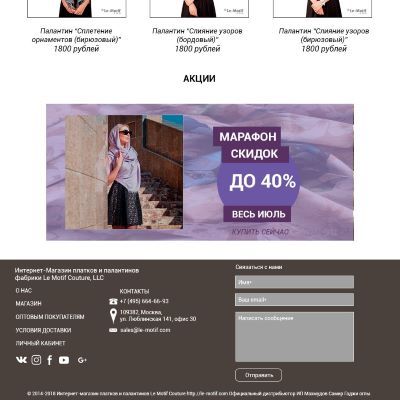 Le·Motif
Le·Motif
Le·Motif
Палантин "Сплетение
орнаментов (бирюзовый)"
1800 рублей
Палантин "Слияние узоров
(бордовый)"
1800 рублей
Палантин "Слияние узоров
(бирюзовый)"
1800 рублей
АКЦИИ
МАРАФОН
СКИДОК
ДО 40%
ВЕСЬ ИЮЛЬ
КУПИТЬ СЕЙЧАС
Интернет-Магазин платков и палантинов
фабрики Le Motif Couture, LLC
О НАС
МАГАЗИН
ОПТОВЫМ ПОКУПАТЕЛЯМ
УСЛОВИЯ ДОСТАВКИ
ЛИЧНЫЙ КАБИНЕТ
КОНТАКТЫ
+7 (495) 664-66-93
109382, Москва,
ул. Люблинская 141, офис 30
sales@le-motif.com
Связаться с нами
Имя*
Ваш email*
Написать сообщение
Отправить
© 2014-2018 Интернет-магазин платков и палантинов Le Motif Couture http://le-motif.com Официальный дистрибьютор ИП Махмудов Самир Гаджи оглы